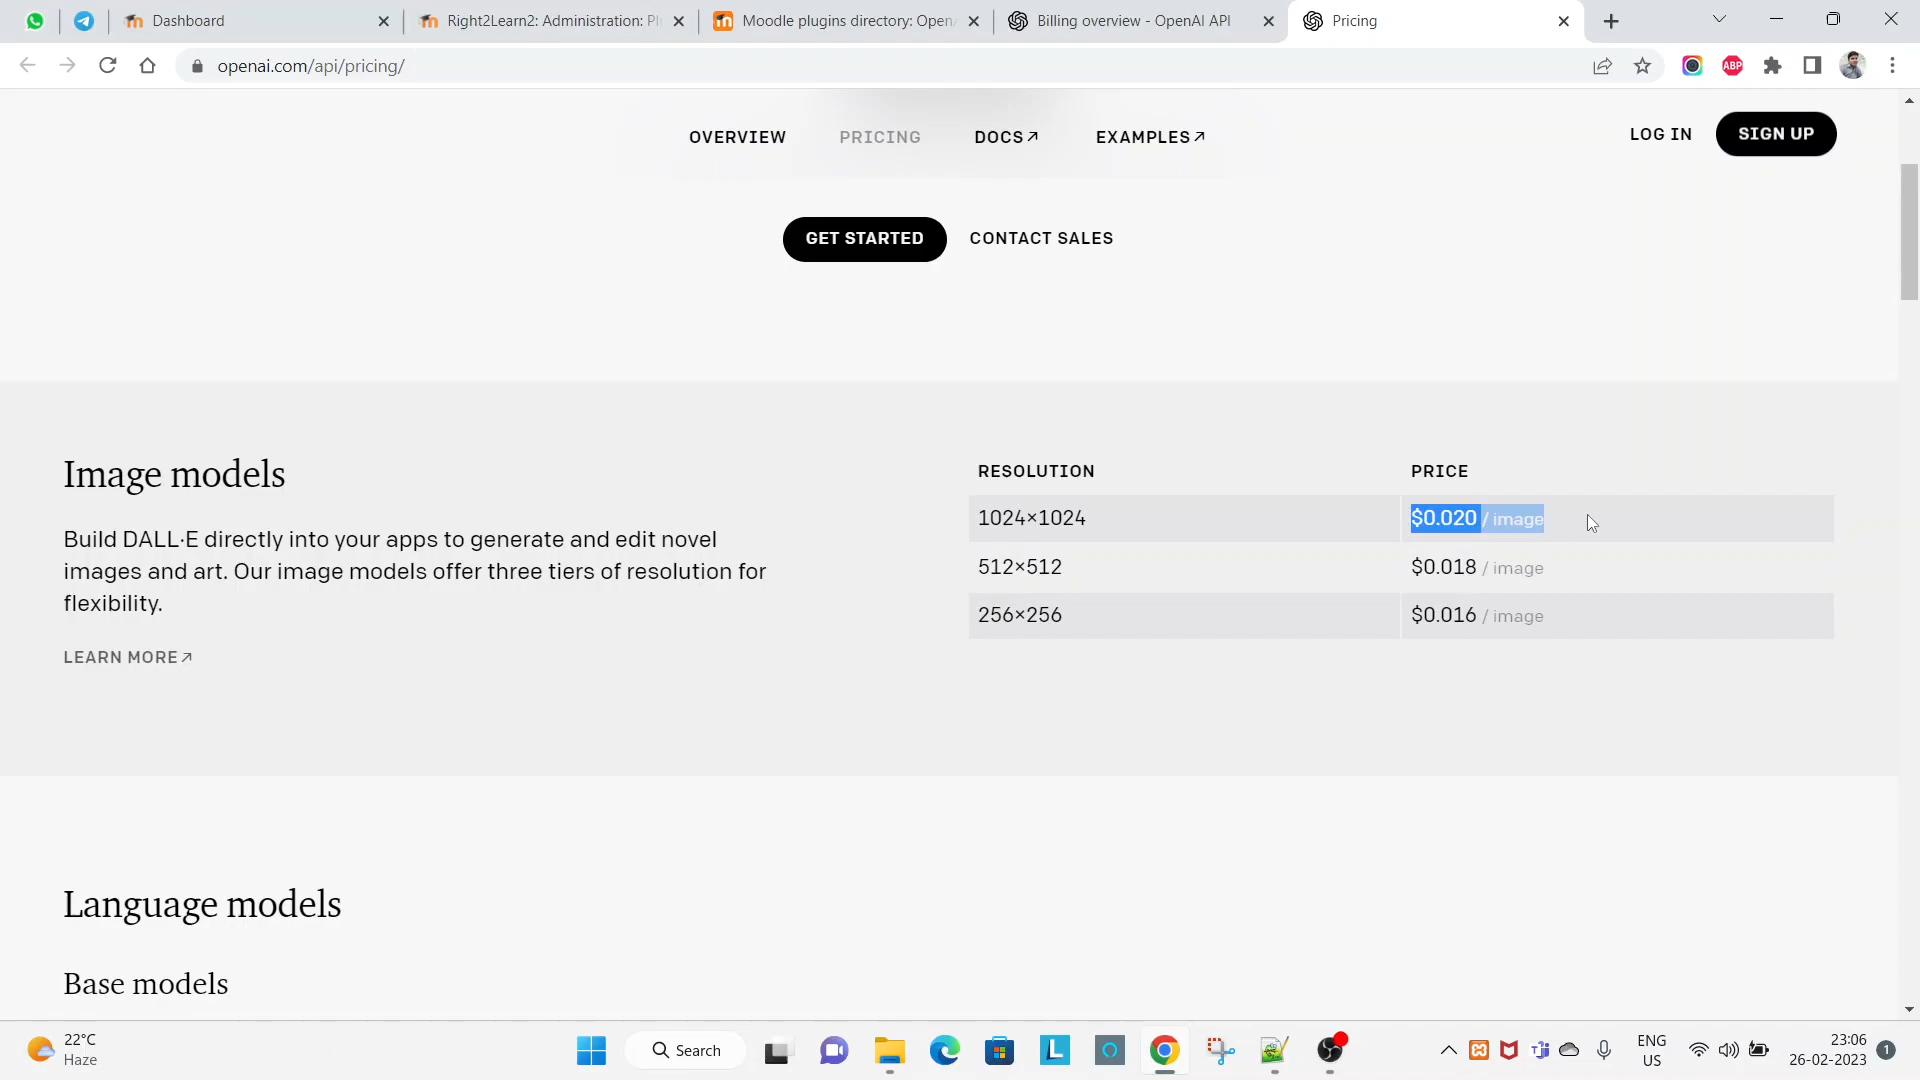 Dashboard
Right2Learn2: Administration: Pl
Moodle plugins directory: Open
Billing overview - OpenAI API
Pricing
openai.com/api/pricing/
ABP
OVERVIEW
PRICING
DOCS↗
EXAMPLES↗
LOG IN
SIGN UP
GET STARTED
CONTACT SALES
Image models
Build DALL·E directly into your apps to generate and edit novel
images and art. Our image models offer three tiers of resolution for
flexibility.
LEARN MORE↗
RESOLUTION PRICE
1024×1024 $0.020 / image
512×512 $0.018 / image
256×256 $0.016 / image
Language models
Base models
22°C
Haze
Search
ENG
US
23:06
26-02-2023
1